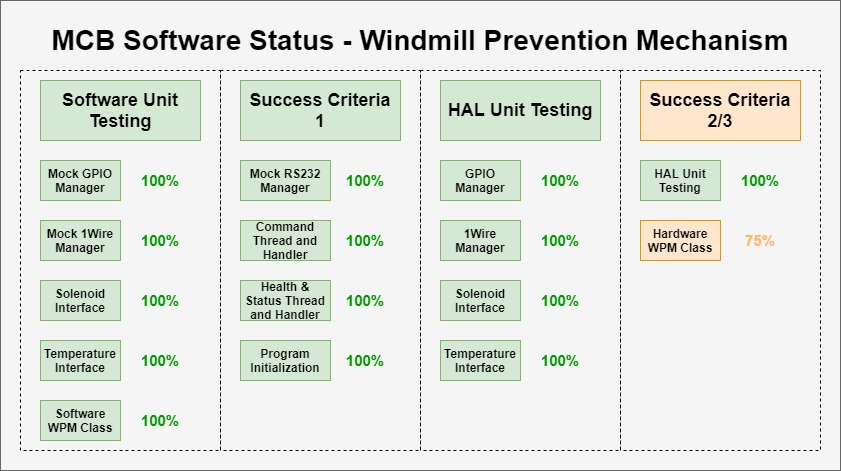 MCB Software Status - Windmill Prevention Mechanism
Software Unit
Testing
Mock GPIO
Manager
100%
Mock 1Wire
Manager
100%
Solenoid
Interface
100%
Temperature
Interface
100%
Software
WPM Class
100%
Success Criteria
1
Mock RS232
Manager
100%
Command
Thread and
Handler
100%
Health &
Status Thread
and Handler
100%
Program
Initialization
100%
HAL Unit Testing
GPIO
Manager
100%
1Wire
Manager
100%
Solenoid
Interface
100%
Temperature
Interface
100%
Success Criteria
2/3
HAL Unit
Testing
100%
Hardware
WPM Class
75%